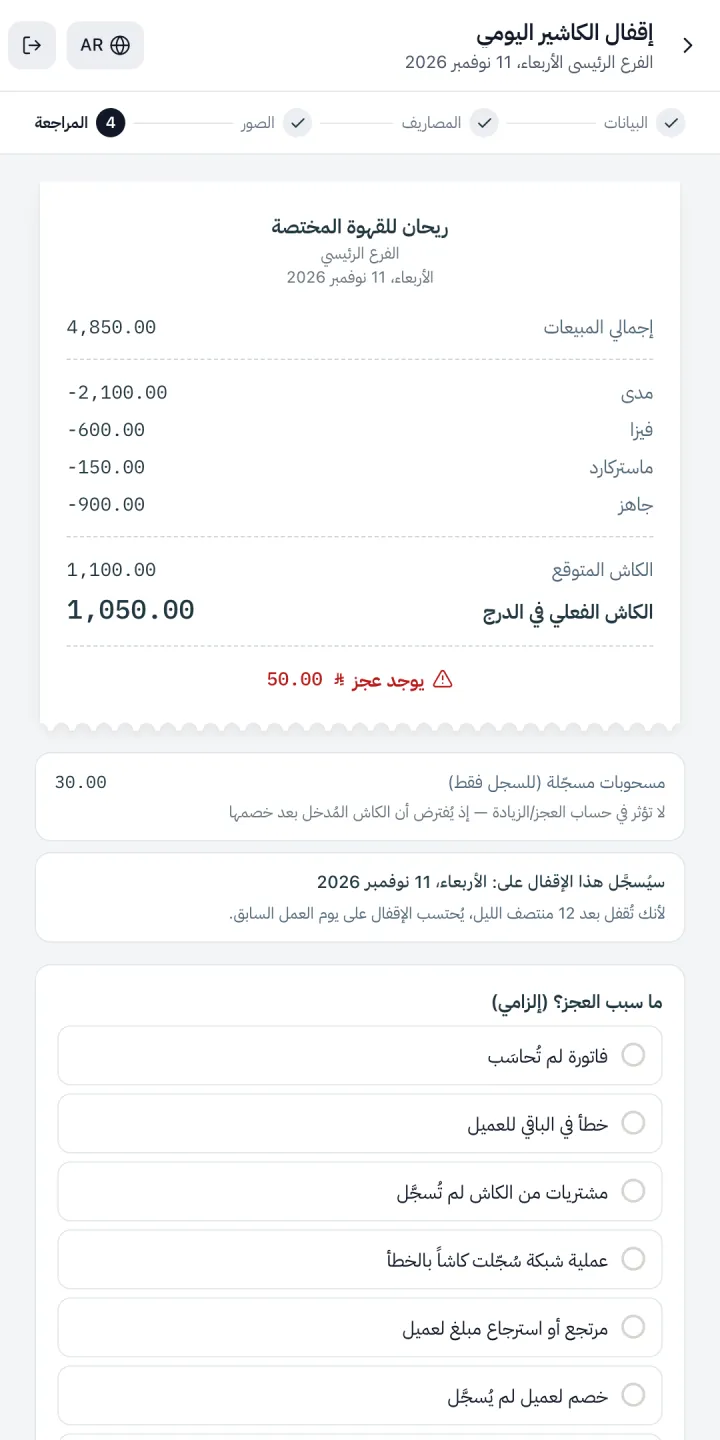 إقفال الكاشير اليومي
الفرع الرئيسي الأربعاء، 11 نوفمبر 2026
AR
البيانات
المصاريف
الصور
4 المراجعة
ريحان للقهوة المختصة
الفرع الرئيسي
الأربعاء، 11 نوفمبر 2026
إجمالي المبيعات 4,850.00
مدى -2,100.00
فيزا -600.00
ماستركارد -150.00
جاهز -900.00
الكاش المتوقع 1,100.00
الكاش الفعلي في الدرج 1,050.00
يوجد عجز ⃁ 50.00
مسحوبات مسجّلة (للسجل فقط) 30.00
لا تؤثر في حساب العجز/الزيادة — إذ يُفترض أن الكاش المُدخل بعد خصمها
سيُسجَّل هذا الإقفال على: الأربعاء، 11 نوفمبر 2026
لأنك تُقفل بعد 12 منتصف الليل، يُحتسب الإقفال على يوم العمل السابق.
ما سبب العجز؟ (إلزامي)
فاتورة لم تُحاسَب
خطأ في الباقي للعميل
مشتريات من الكاش لم تُسجَّل
عملية شبكة سُجّلت كاشاً بالخطأ
مرتجع أو استرجاع مبلغ لعميل
خصم لعميل لم يُسجَّل